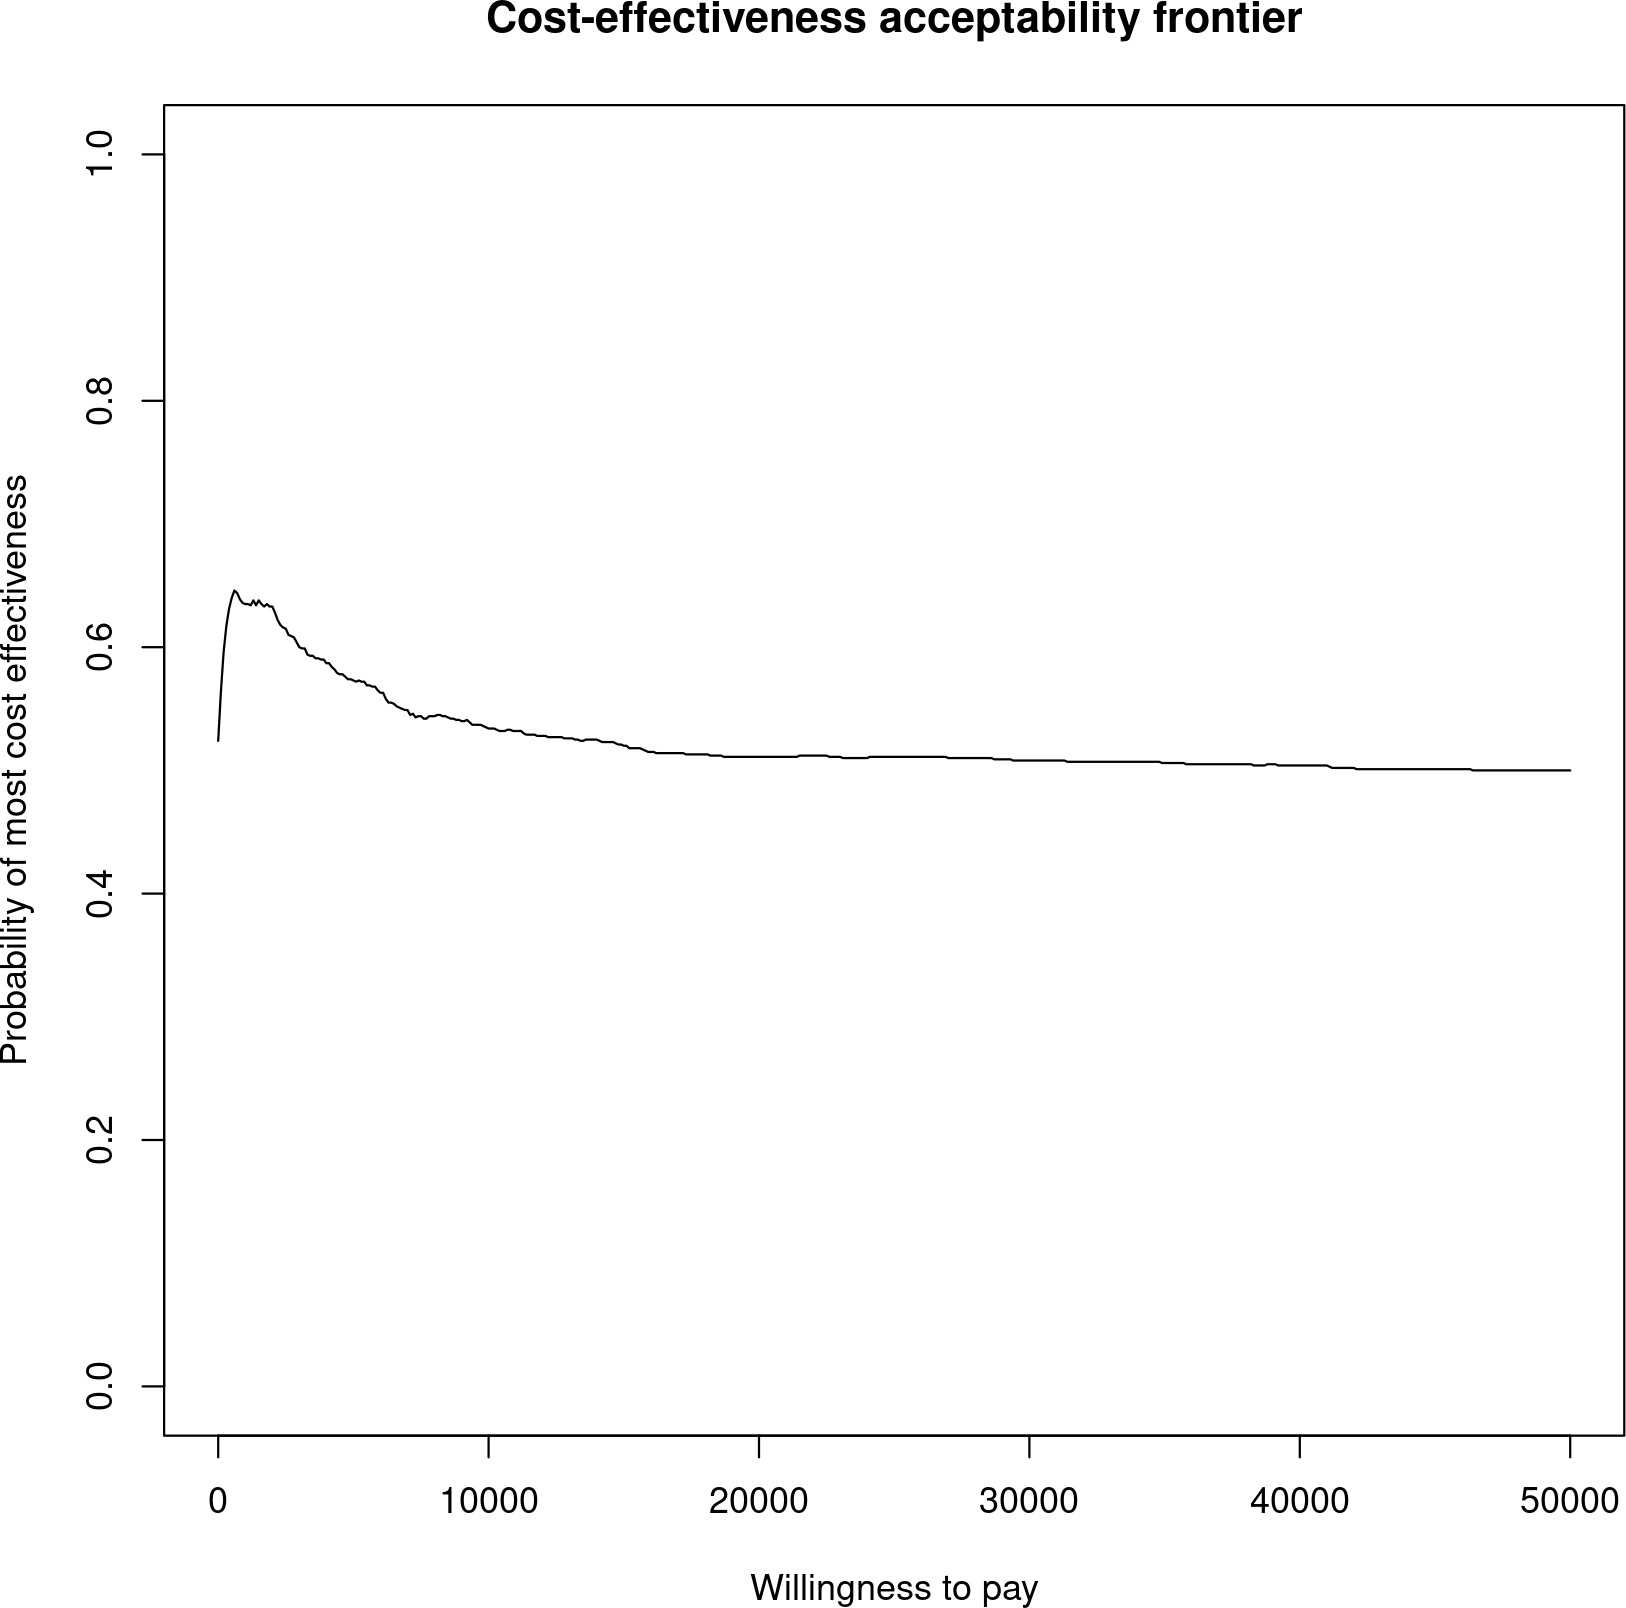 Cost-effectiveness acceptability frontier
Probability of most cost effectiveness
1.0
0.8
0.6
0.4
0.2
0.0
0 10000 20000 30000 40000 50000
Willingness to pay